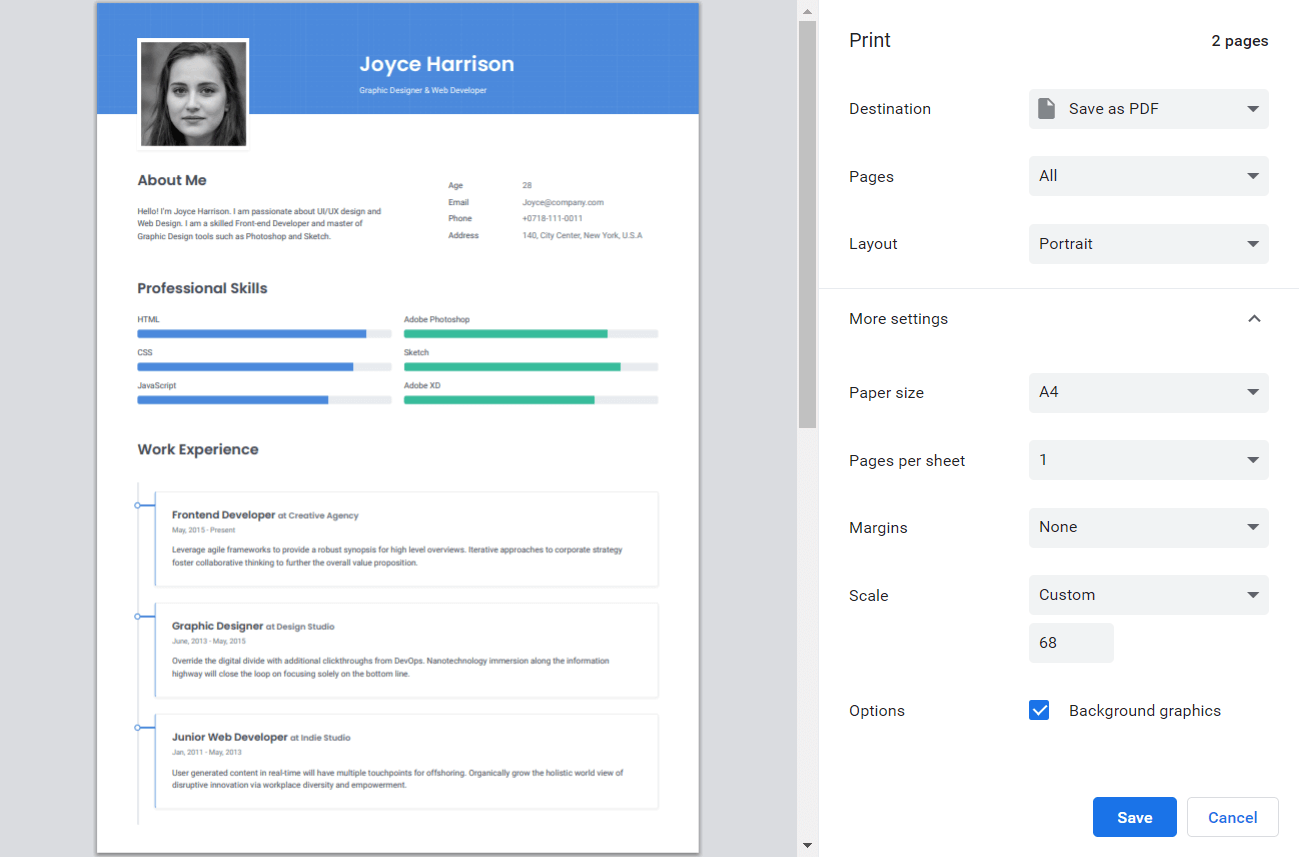 Joyce Harrison
Graphic Designer & Web Developer
About Me
Hello! I'm Joyce Harrison. I am passionate about UI/UX design and
Web Design. I am a skilled Front-end Developer and master of
Graphic Design tools such as Photoshop and Sketch.
Age 28
Email Joyce@company.com
Phone +0718-111-0011
Address 140, City Center, New York, U.S.A
Professional Skills
HTML
CSS
JavaScript
Adobe Photoshop
Sketch
Adobe XD
Work Experience
Frontend Developer at Creative Agency
May, 2015 - Present
Leverage agile frameworks to provide a robust synopsis for high level overviews. Iterative approaches to corporate strategy
foster collaborative thinking to further the overall value proposition.
Graphic Designer at Design Studio
June, 2013 - May, 2015
Override the digital divide with additional clickthroughs from DevOps. Nanotechnology immersion along the information
highway will close the loop on focusing solely on the bottom line.
Junior Web Developer at Indie Studio
Jan, 2011 - May, 2013
User generated content in real-time will have multiple touchpoints for offshoring. Organically grow the holistic world view of
disruptive innovation via workplace diversity and empowerment.
Print 2 pages
Destination Save as PDF
Pages All
Layout Portrait
More settings
Paper size A4
Pages per sheet 1
Margins None
Scale Custom
68
Options Background graphics
Save Cancel